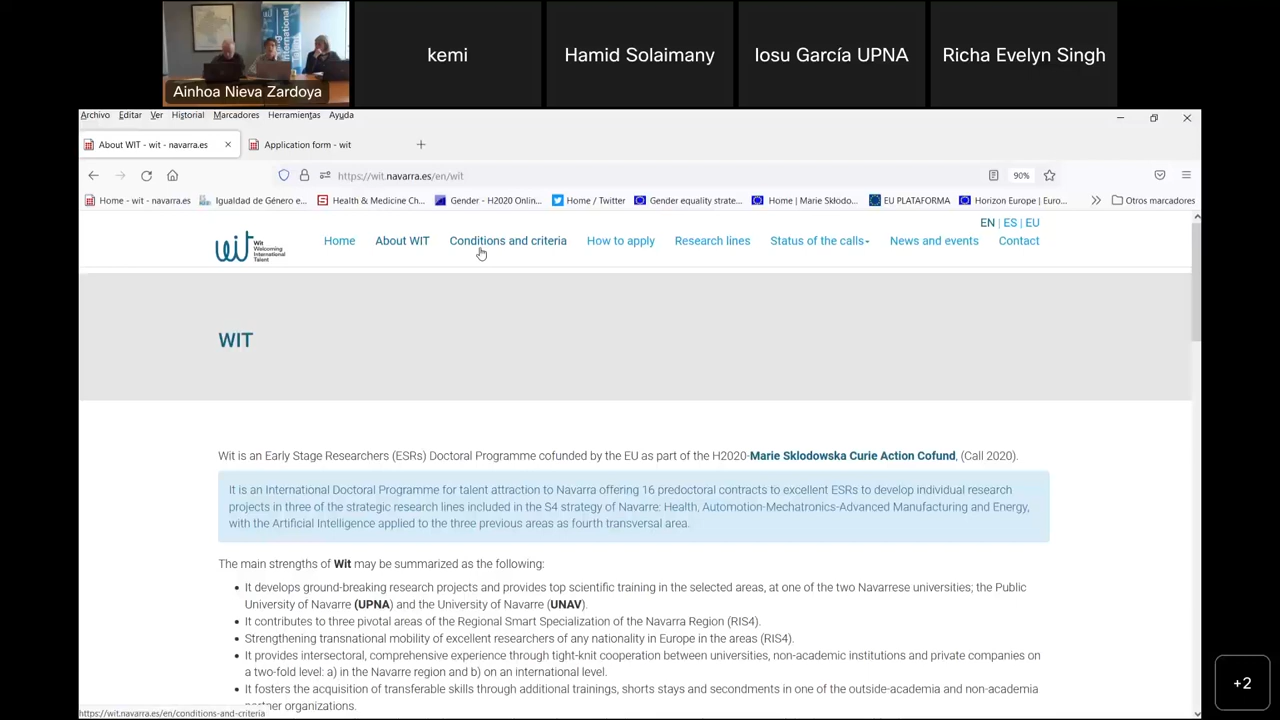 Welcoming
International
Talent
Ainhoa Nieva Zardoya
kemi
Hamid Solaimany
Iosu García UPNA
Richa Evelyn Singh
Archivo Editar Ver Historial Marcadores Herramientas Ayuda
About WIT - wit - navarra.es
Application form - wit
https://wit.navarra.es/en/wit
90%
Home - wit - navarra.es
Igualdad de Género e...
Health & Medicine Ch...
Gender - H2020 Onlin...
Home / Twitter
Gender equality strate...
Home | Marie Skłodo...
EU PLATAFORMA
Horizon Europe | Euro...
Otros marcadores
EN | ES | EU
wit
Wit
Welcoming
International
Talent
Home About WIT Conditions and criteria How to apply Research lines Status of the calls News and events Contact
WIT
Wit is an Early Stage Researchers (ESRs) Doctoral Programme cofunded by the EU as part of the H2020-Marie Sklodowska Curie Action Cofund, (Call 2020).
It is an International Doctoral Programme for talent attraction to Navarra offering 16 predoctoral contracts to excellent ESRs to develop individual research
projects in three of the strategic research lines included in the S4 strategy of Navarre: Health, Automotion-Mechatronics-Advanced Manufacturing and Energy,
with the Artificial Intelligence applied to the three previous areas as fourth transversal area.
The main strengths of Wit may be summarized as the following:
It develops ground-breaking research projects and provides top scientific training in the selected areas, at one of the two Navarrese universities; the Public
University of Navarre (UPNA) and the University of Navarre (UNAV).
It contributes to three pivotal areas of the Regional Smart Specialization of the Navarra Region (RIS4).
Strengthening transnational mobility of excellent researchers of any nationality in Europe in the areas (RIS4).
It provides intersectoral, comprehensive experience through tight-knit cooperation between universities, non-academic institutions and private companies on
a two-fold level: a) in the Navarre region and b) on an international level.
It fosters the acquisition of transferable skills through additional trainings, shorts stays and secondments in one of the outside-academia and non-academia
partner organizations.
https://wit.navarra.es/en/conditions-and-criteria
+2